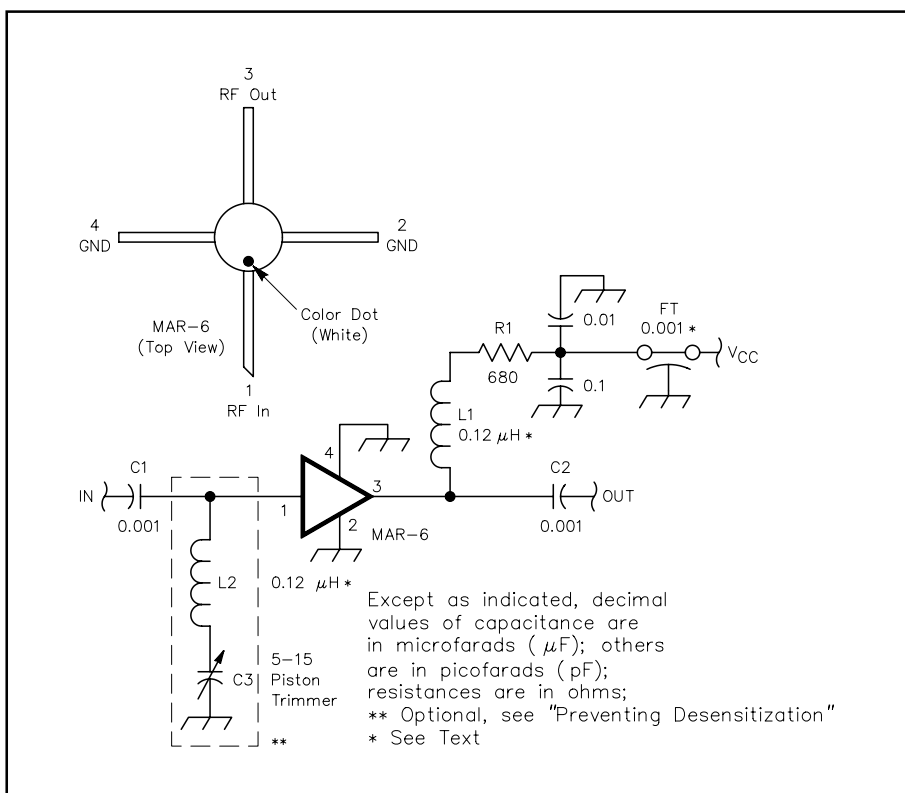 3
RF Out
4
GND
2
GND
Color Dot
(White)
MAR-6
(Top View)
1
RF In
0.01
FT
0.001 *
R1
680
VCC
0.1
L1
0.12 μH *
C1
4
C2
IN
1
3
OUT
0.001
2
MAR-6
0.001
L2
0.12 μH *
C3
5-15
Piston
Trimmer
**
Except as indicated, decimal
values of capacitance are
in microfarads ( μF); others
are in picofarads ( pF);
resistances are in ohms;
** Optional, see "Preventing Desensitization"
* See Text